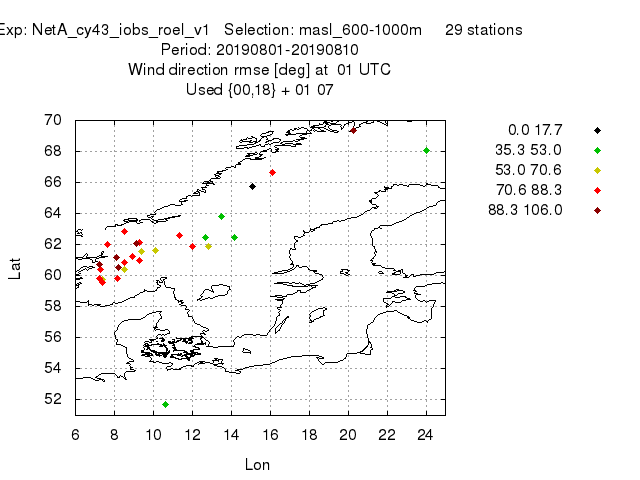 Exp: NetA_cy43_iobs_roel_v1 Selection: masl_600-1000m 29 stations
Period: 20190801-20190810
Wind direction rmse [deg] at 01 UTC
Used {00,18} + 01 07
70
68
66
64
62
60
58
56
54
52
Lat
6 8 10 12 14 16 18 20 22 24
Lon
0.0 17.7
35.3 53.0
53.0 70.6
70.6 88.3
88.3 106.0